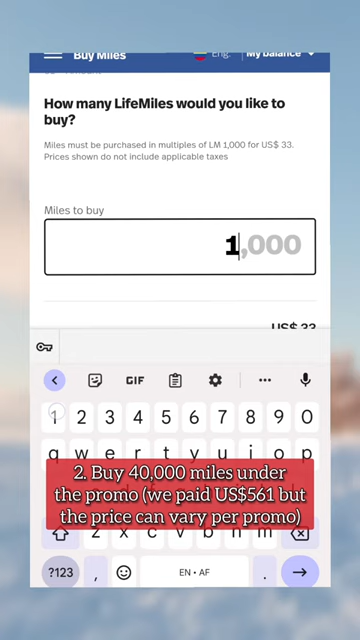 Buy Miles
Eng.
My balance
How many LifeMiles would you like to
buy?
Miles must be purchased in multiples of LM 1,000 for US$ 33.
Prices shown do not include applicable taxes
Miles to buy
1,000
US$ 33
GIF
1 2 3 4 5 6 7 8 9 0
q w e r t y u i o p
2. Buy 40,000 miles under
the promo (we paid US$561 but
the price can vary per promo)
z x c v b n m
?123 , EN • AF .